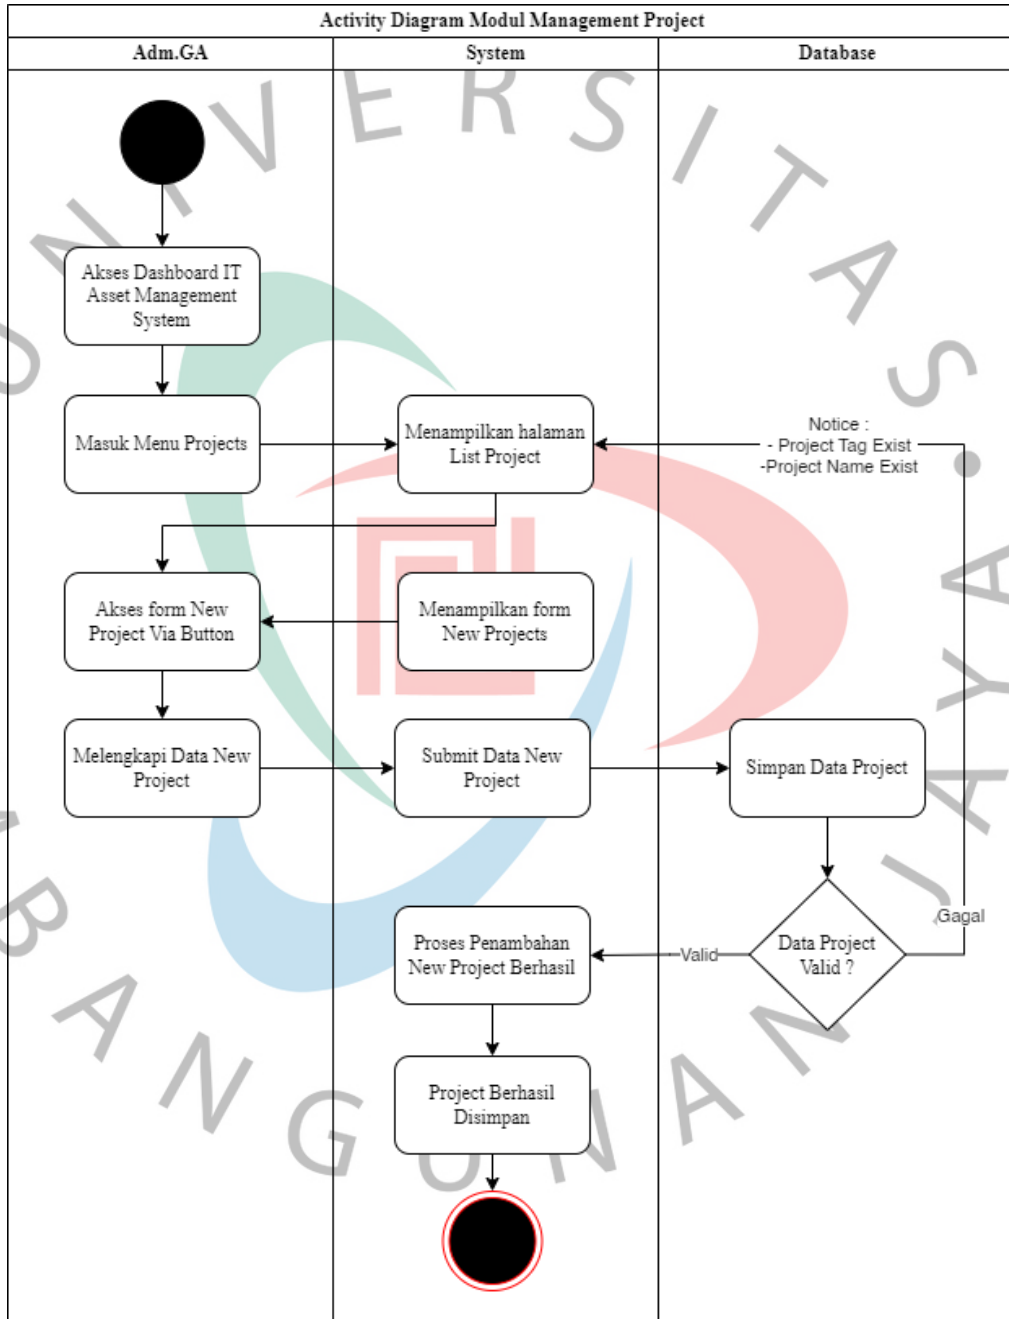 Activity Diagram Modul Management Project
Adm.GA
System
Database
Akses Dashboard IT
Asset Management
System
Masuk Menu Projects
Menampilkan halaman
List Project
Notice :
- Project Tag Exist
-Project Name Exist
Akses form New
Project Via Button
Menampilkan form
New Projects
Melengkapi Data New
Project
Submit Data New
Project
Simpan Data Project
Data Project
Valid ?
Valid
Gagal
Proses Penambahan
New Project Berhasil
Project Berhasil
Disimpan
UNIVERSITAS
PEMBANGUNAN JAYA